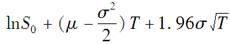 lnS₀ + (μ − σ²/2) T + 1.96σ√T